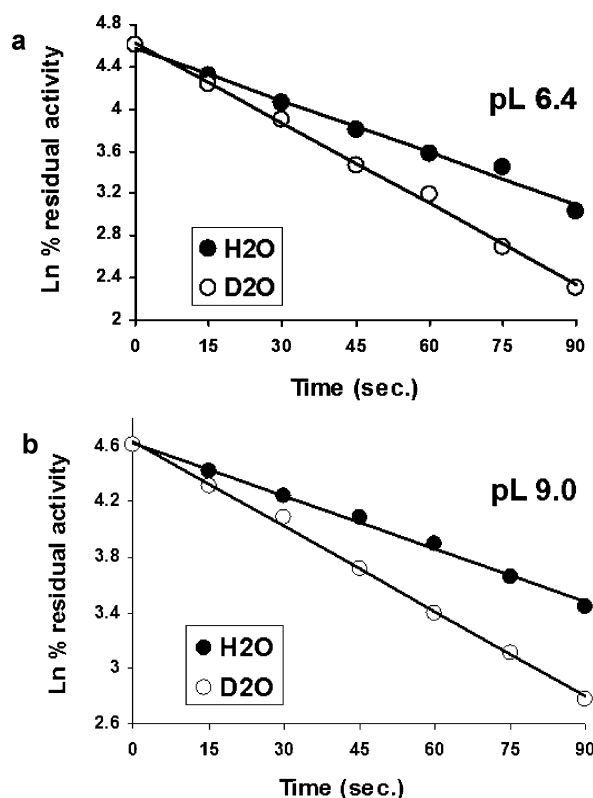 a
4.8
4.4
4
3.6
3.2
2.8
2.4
2
Ln % residual activity
pL 6.4
H2O
D2O
0 15 30 45 60 75 90
Time (sec.)
b
4.6
4.2
3.8
3.4
3
2.6
Ln % residual activity
pL 9.0
H2O
D2O
0 15 30 45 60 75 90
Time (sec.)